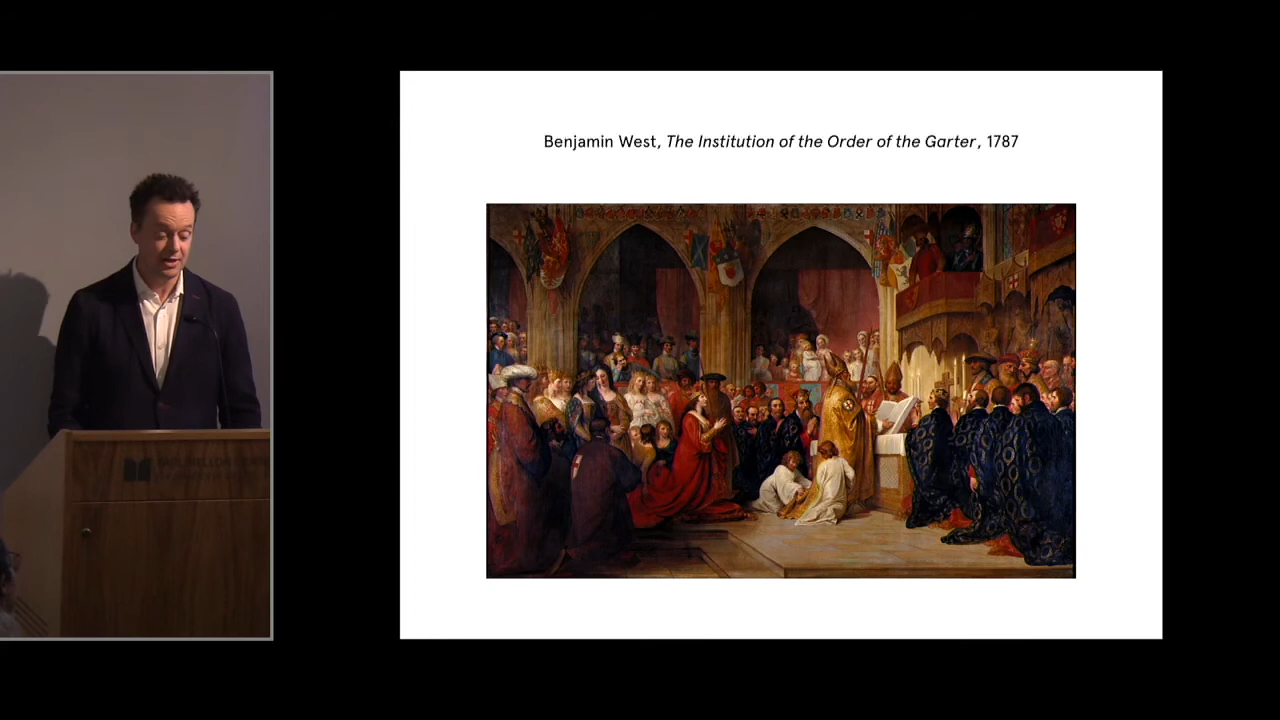 Benjamin West, The Institution of the Order of the Garter, 1787